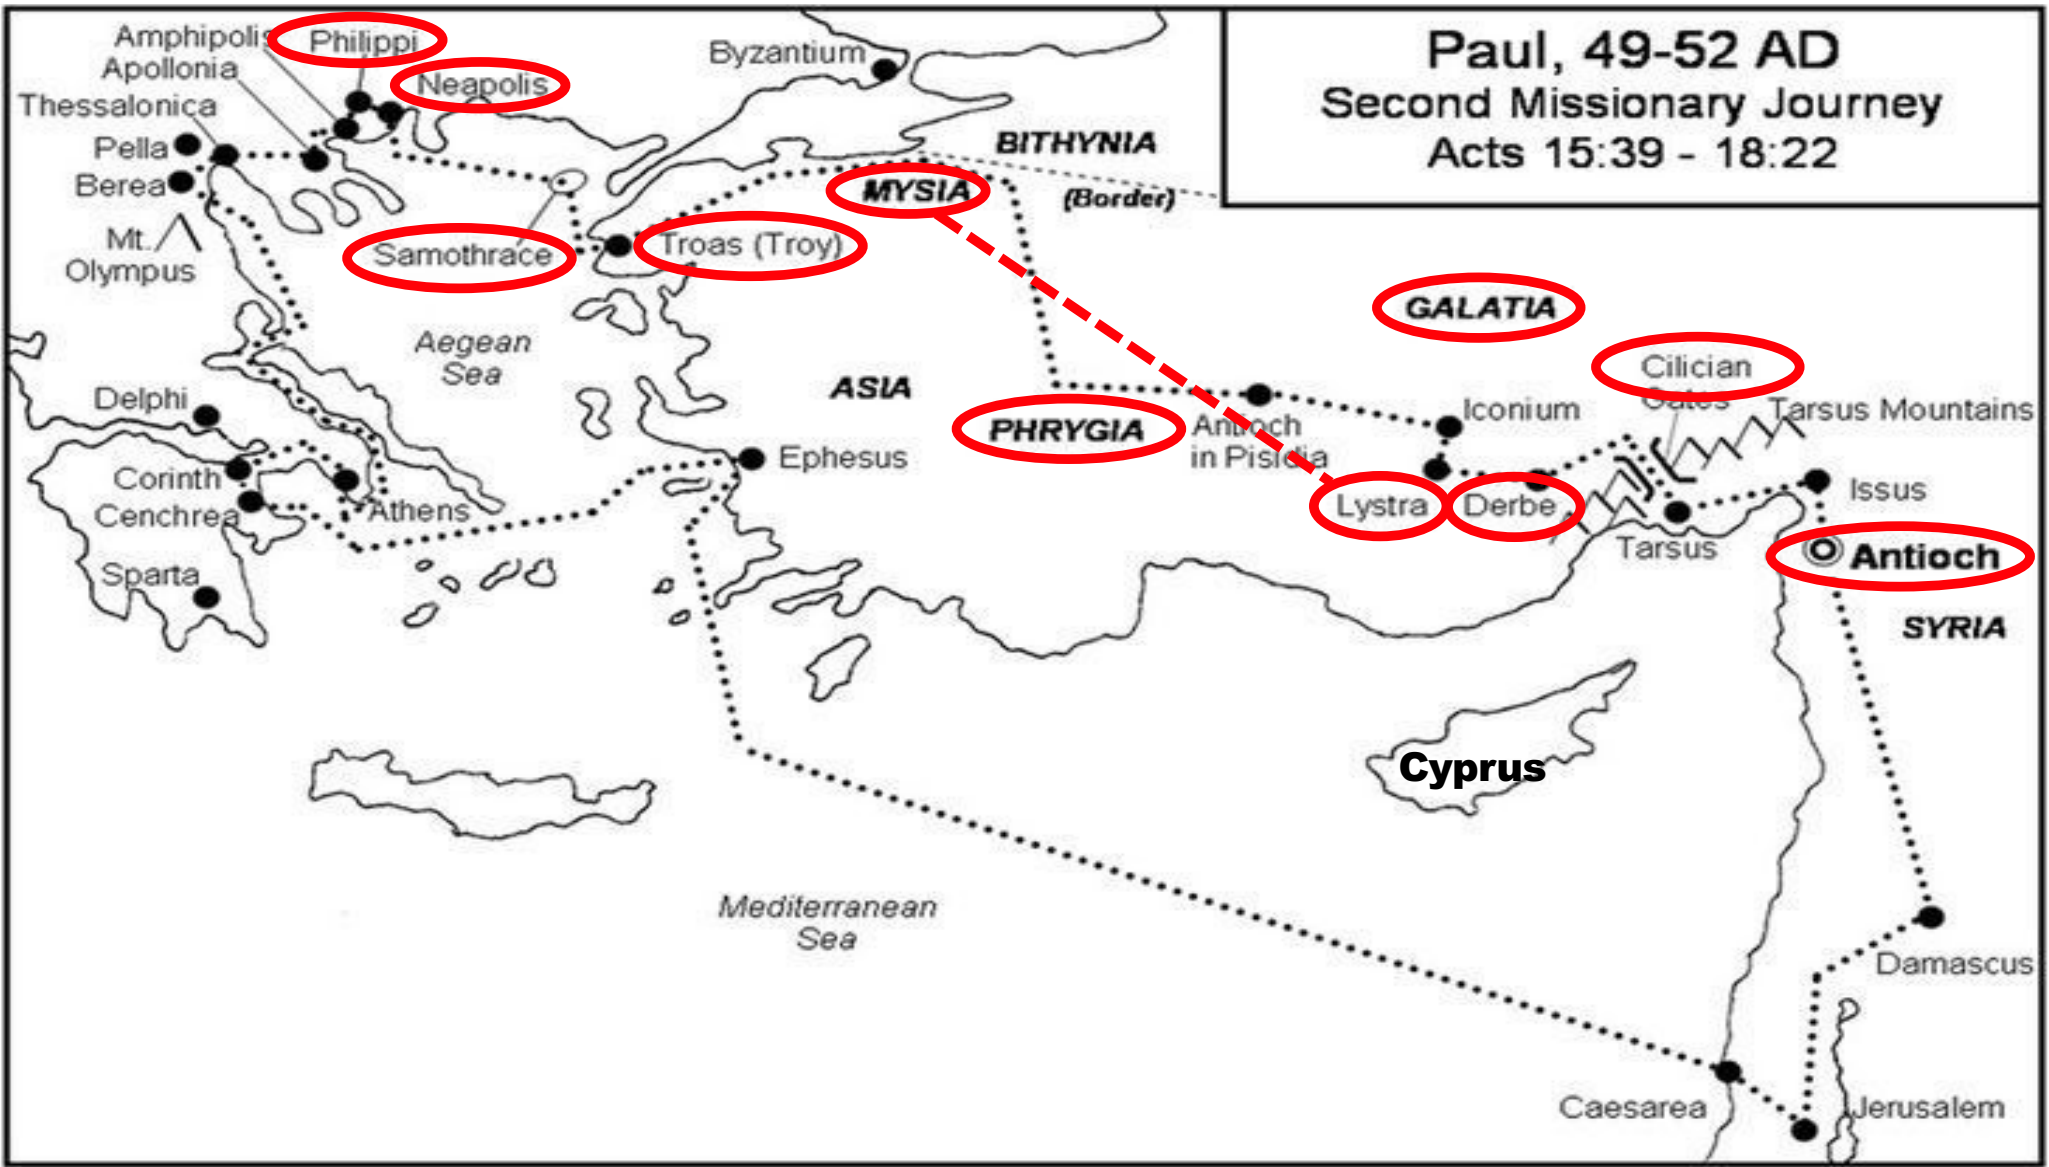 Paul, 49-52 AD
Second Missionary Journey
Acts 15:39 - 18:22
Amphipolis
Philippi
Apollonia
Neapolis
Byzantium
Thessalonica
Pella
Berea
BITHYNIA
MYSIA
(Border)
Mt.
Olympus
Samothrace
Troas (Troy)
GALATIA
Aegean
Sea
Cilician
Gates
ASIA
Delphi
Iconium
Tarsus Mountains
PHRYGIA
Antioch
in Pisidia
Ephesus
Corinth
Cenchrea
Athens
Lystra
Derbe
Issus
Tarsus
Antioch
Sparta
SYRIA
Cyprus
Mediterranean
Sea
Damascus
Caesarea
Jerusalem